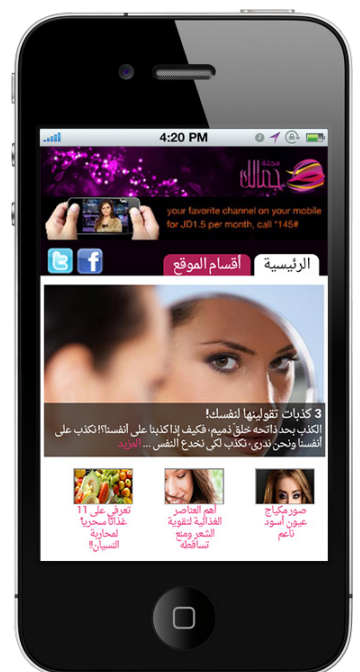 4:20 PM
مجلة
جمالك
your favorite channel on your mobile
for JD1.5 per month, call *145#
الرئيسية
أقسام الموقع
3 كذبات تقولينها لنفسك!
الكذب بحد ذاته خلق ذميم، فكيف إذا كذبنا على أنفسنا؟! نكذب على
أنفسنا ونحن ندري، نكذب لكي نخدع النفس ... المزيد
صور مكياج
عيون أسود
ناعم
أهم العناصر
الغذائية لتقوية
الشعر ومنع
تساقطه
تعرفي على 11
غذائا سحريا
لمحاربة
النسيان!!